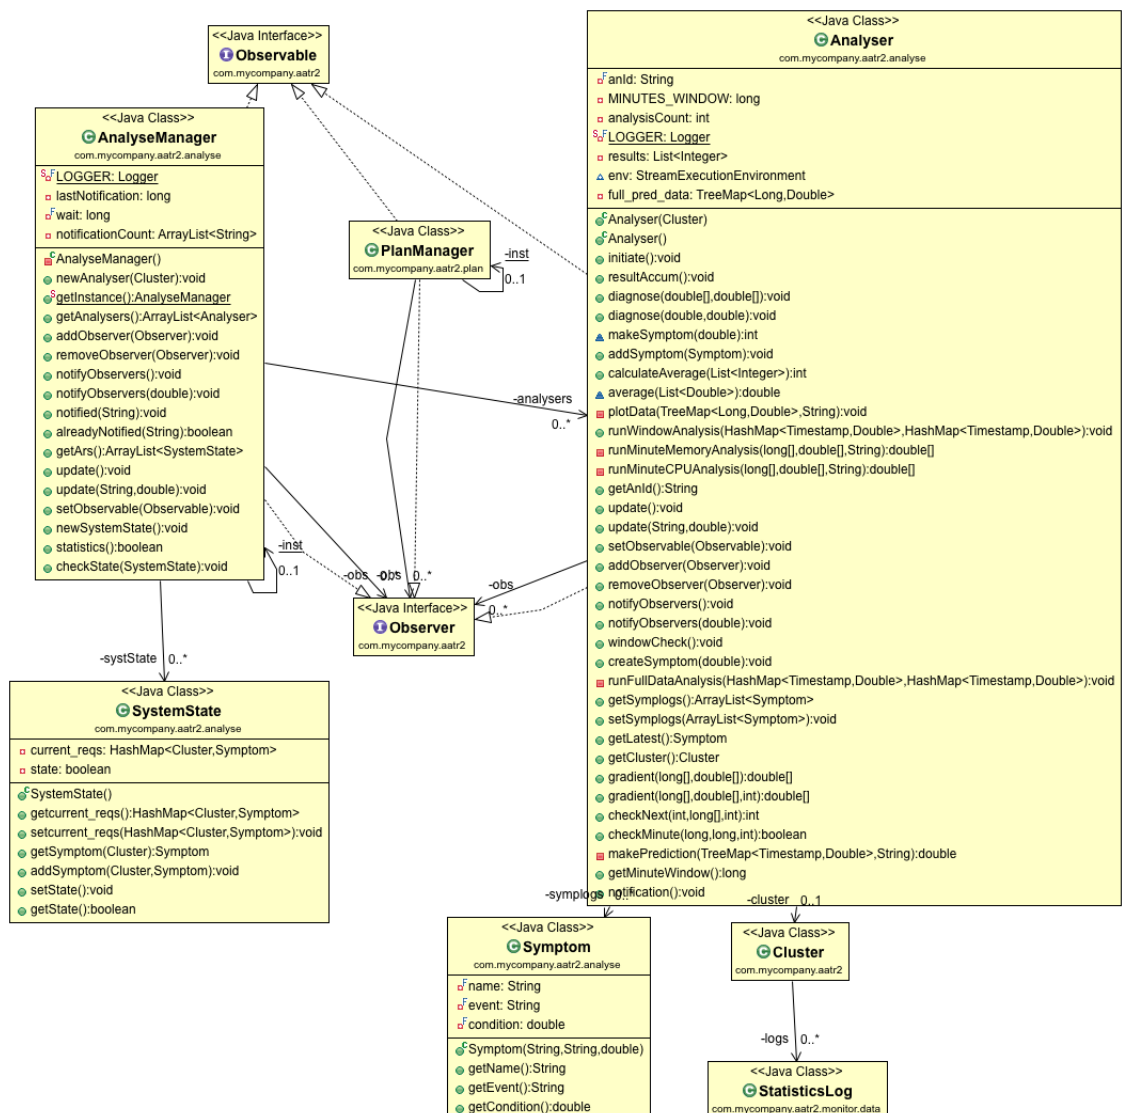 <<Java Interface>>
Observable
com.mycompany.aatr2
<<Java Class>>
AnalyseManager
com.mycompany.aatr2.analyse
LOGGER: Logger
lastNotification: long
wait: long
notificationCount: ArrayList<String>
AnalyseManager()
newAnalyser(Cluster):void
getInstance():AnalyseManager
getAnalysers():ArrayList<Analyser>
addObserver(Observer):void
removeObserver(Observer):void
notifyObservers():void
notifyObservers(double):void
notified(String):void
alreadyNotified(String):boolean
getArs():ArrayList<SystemState>
update():void
update(String,double):void
setObservable(Observable):void
newSystemState():void
statistics():boolean
checkState(SystemState):void
<<Java Class>>
PlanManager
com.mycompany.aatr2.plan
-inst
0..1
-analysers
0..*
-inst
0..1
-obs
-obs
0..*
0..*
-obs
0..*
<<Java Interface>>
Observer
com.mycompany.aatr2
-systState
0..*
<<Java Class>>
SystemState
com.mycompany.aatr2.analyse
current_reqs: HashMap<Cluster,Symptom>
state: boolean
SystemState()
getcurrent_reqs():HashMap<Cluster,Symptom>
setcurrent_reqs(HashMap<Cluster,Symptom>):void
getSymptom(Cluster):Symptom
addSymptom(Cluster,Symptom):void
setState():void
getState():boolean
<<Java Class>>
Analyser
com.mycompany.aatr2.analyse
anId: String
MINUTES_WINDOW: long
analysisCount: int
LOGGER: Logger
results: List<Integer>
env: StreamExecutionEnvironment
full_pred_data: TreeMap<Long,Double>
Analyser(Cluster)
Analyser()
initiate():void
resultAccum():void
diagnose(double[],double[]):void
diagnose(double,double):void
makeSymptom(double):int
addSymptom(Symptom):void
calculateAverage(List<Integer>):int
average(List<Double>):double
plotData(TreeMap<Long,Double>,String):void
runWindowAnalysis(HashMap<Timestamp,Double>,HashMap<Timestamp,Double>):void
runMinuteMemoryAnalysis(long[],double[],String):double[]
runMinuteCPUAnalysis(long[],double[],String):double[]
getAnId():String
update():void
update(String,double):void
setObservable(Observable):void
addObserver(Observer):void
removeObserver(Observer):void
notifyObservers():void
notifyObservers(double):void
windowCheck():void
createSymptom(double):void
runFullDataAnalysis(HashMap<Timestamp,Double>,HashMap<Timestamp,Double>):void
getSymplogs():ArrayList<Symptom>
setSymplogs(ArrayList<Symptom>):void
getLatest():Symptom
getCluster():Cluster
gradient(long[],double[]):double[]
gradient(long[],double[],int):double[]
checkNext(int,long[],int):int
checkMinute(long,long,int):boolean
makePrediction(TreeMap<Timestamp,Double>,String):double
getMinuteWindow():long
notification():void
-symplogs
0..*
-cluster
0..1
<<Java Class>>
Symptom
com.mycompany.aatr2.analyse
name: String
event: String
condition: double
Symptom(String,String,double)
getName():String
getEvent():String
getCondition():double
<<Java Class>>
Cluster
com.mycompany.aatr2
-logs
0..*
<<Java Class>>
StatisticsLog
com.mycompany.aatr2.monitor.data